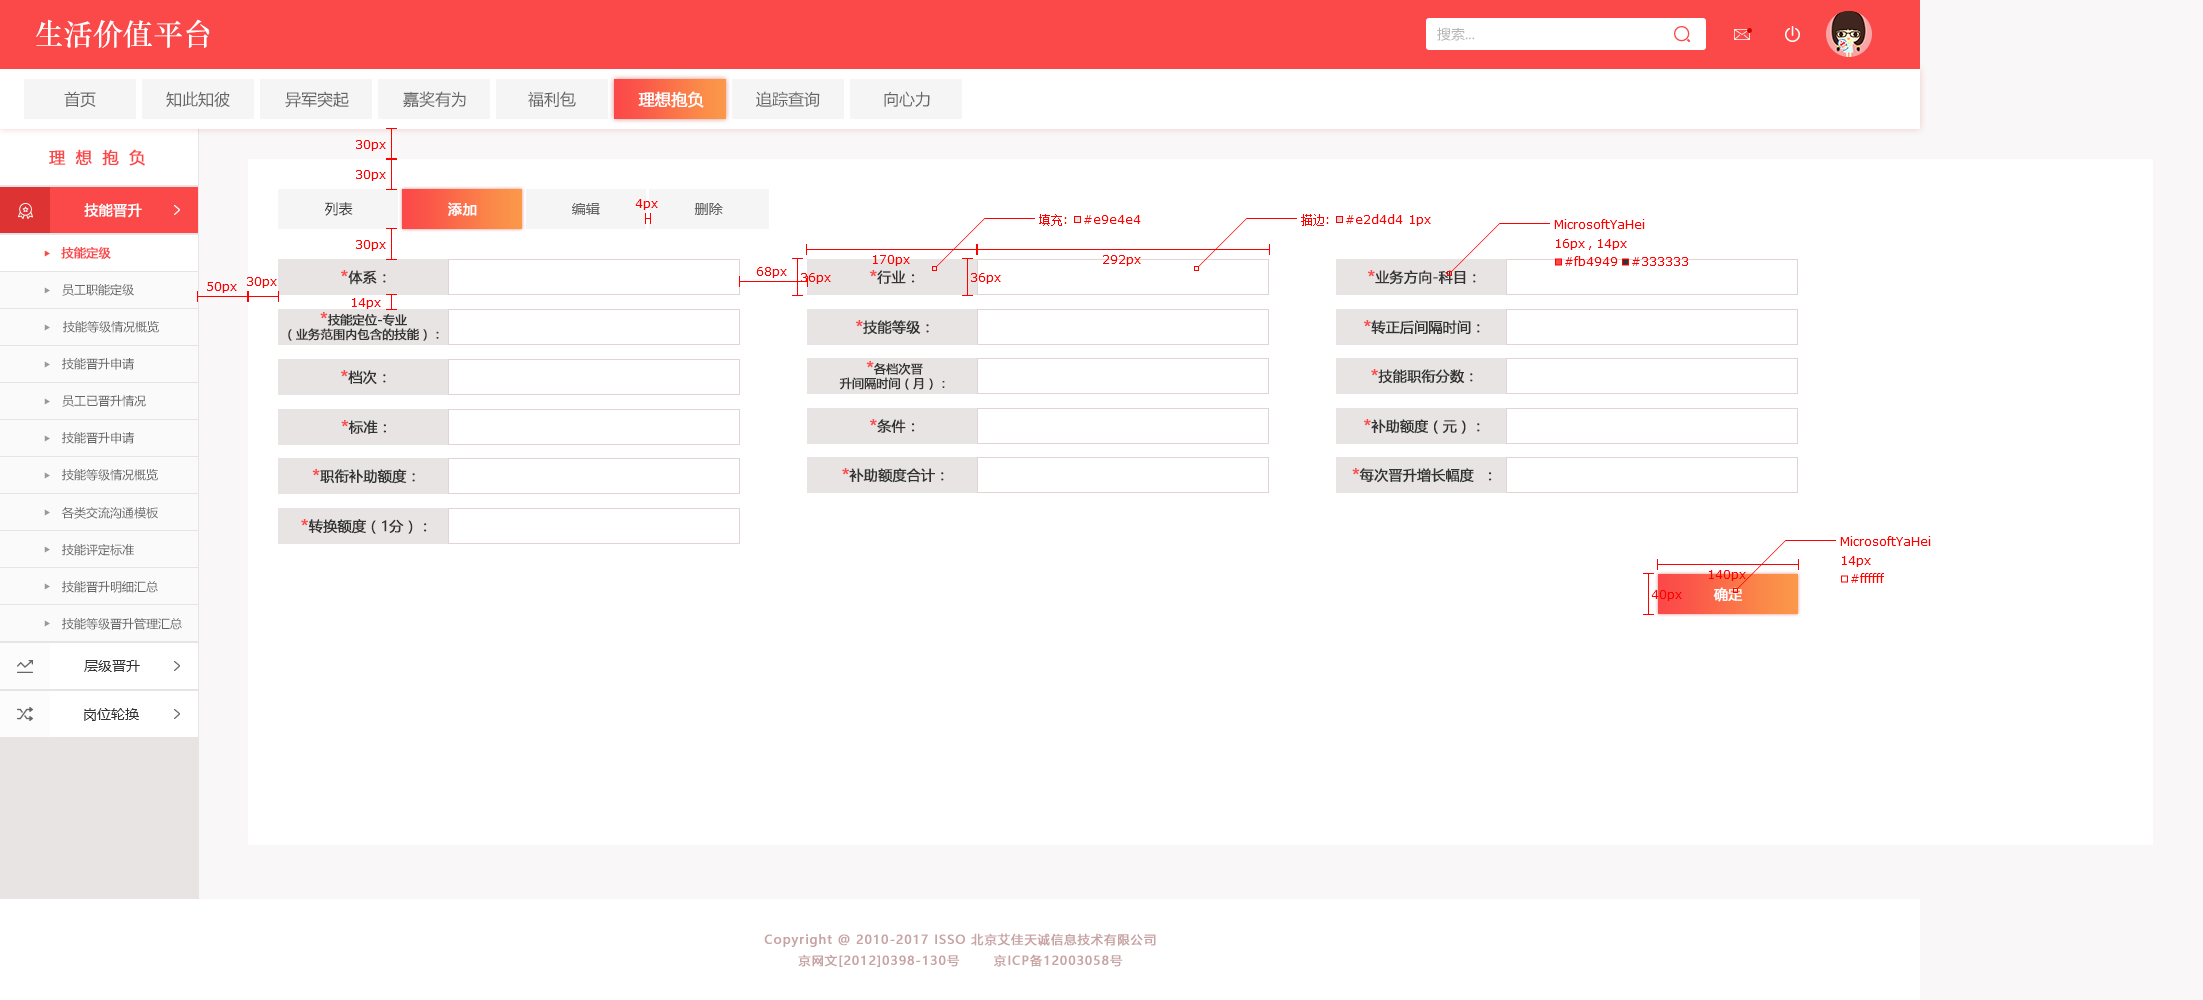 生活价值平台
搜索...
首页 知此知彼 异军突起 嘉奖有为 福利包 理想抱负 追踪查询 向心力
理 想 抱 负
技能晋升
技能定级
员工职能定级
技能等级情况概览
技能晋升申请
员工已晋升情况
技能晋升申请
技能等级情况概览
各类交流沟通模板
技能评定标准
技能晋升明细汇总
技能等级晋升管理汇总
层级晋升
岗位轮换
30px
30px
列表 添加 编辑 4px 删除
填充: #e9e4e4
描边: #e2d4d4 1px
MicrosoftYaHei
16px , 14px
#fb4949 #333333
30px
170px 292px
50px 30px 68px 36px 36px
14px
*体系： *行业： *业务方向-科目：
*技能定位-专业
（业务范围内包含的技能）：
*技能等级： *转正后间隔时间：
*档次：
*各档次晋
升间隔时间（月）：
*技能职衔分数：
*标准： *条件： *补助额度（元）：
*职衔补助额度： *补助额度合计： *每次晋升增长幅度 ：
*转换额度（1分）：
MicrosoftYaHei
14px
#ffffff
140px
40px
确定
Copyright @ 2010-2017 ISSO 北京艾佳天诚信息技术有限公司
京网文[2012]0398-130号 京ICP备12003058号